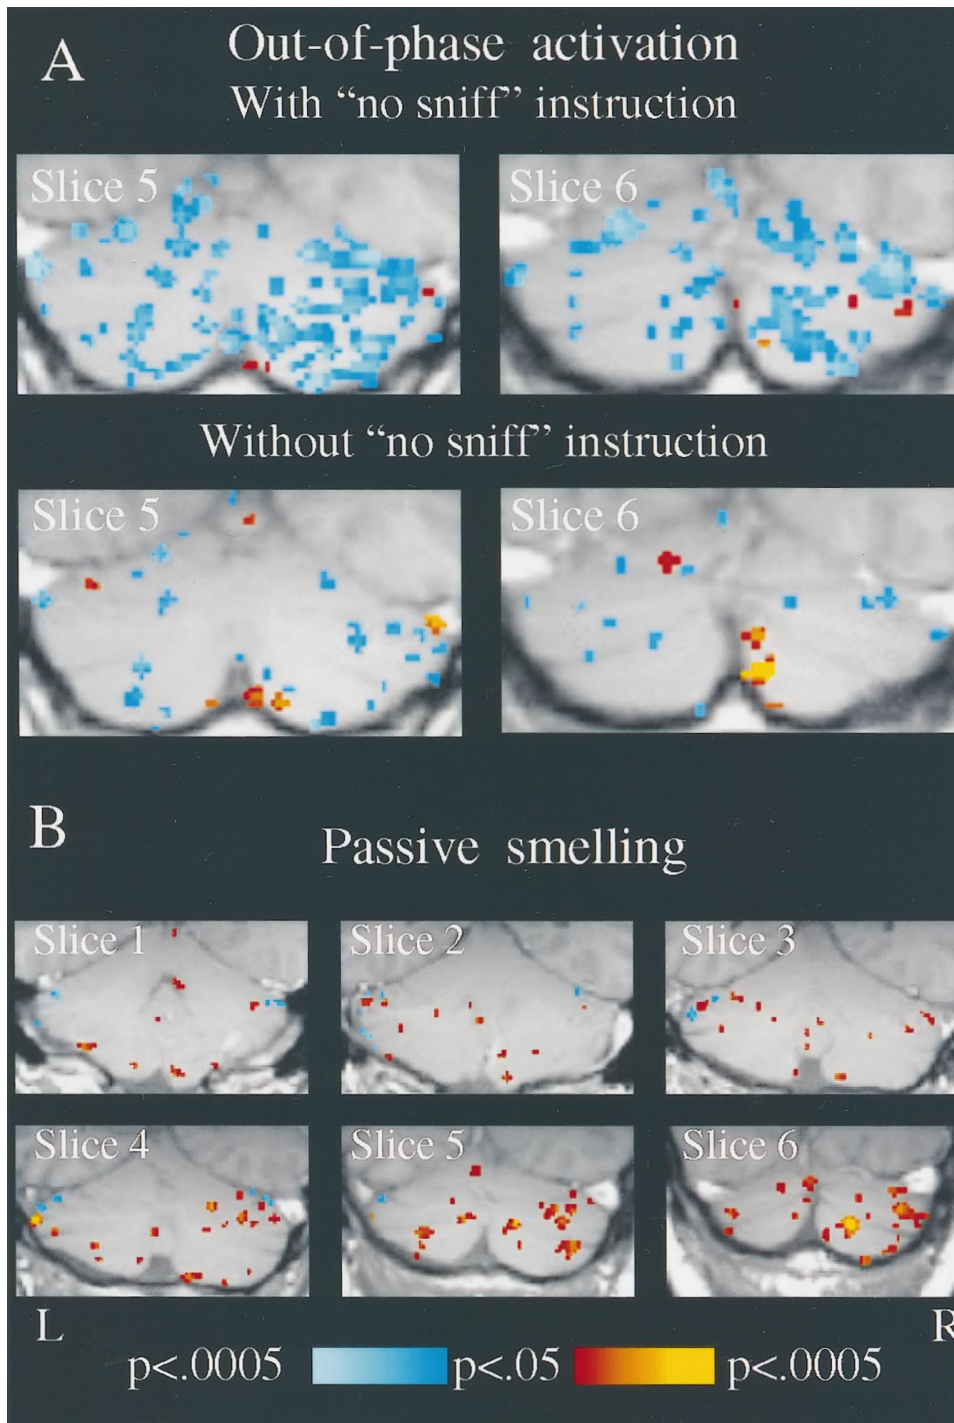 A
Out-of-phase activation
With “no sniff” instruction
Slice 5
Slice 6
Without “no sniff” instruction
Slice 5
Slice 6
B
Passive smelling
Slice 1
Slice 2
Slice 3
Slice 4
Slice 5
Slice 6
L
R
p<.0005
p<.05
p<.0005